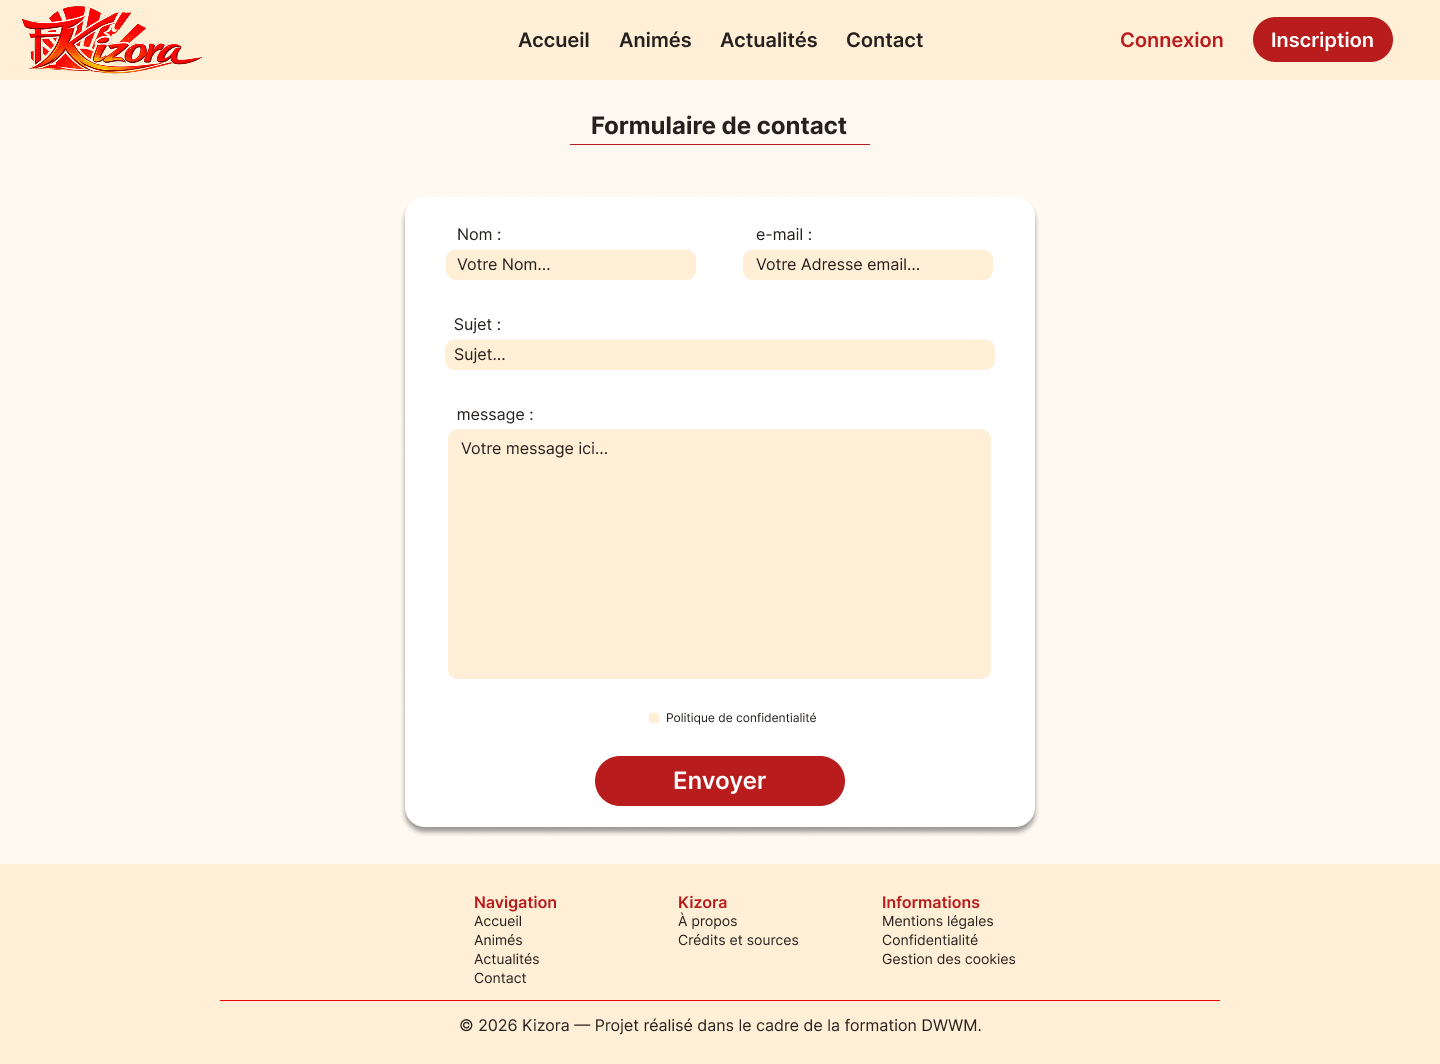 Kizora
Accueil Animés Actualités Contact
Connexion Inscription
Formulaire de contact
Nom : e-mail :
Votre Nom... Votre Adresse email...
Sujet :
Sujet...
message :
Votre message ici...
Politique de confidentialité
Envoyer
Navigation
Accueil
Animés
Actualités
Contact
Kizora
À propos
Crédits et sources
Informations
Mentions légales
Confidentialité
Gestion des cookies
© 2026 Kizora — Projet réalisé dans le cadre de la formation DWWM.